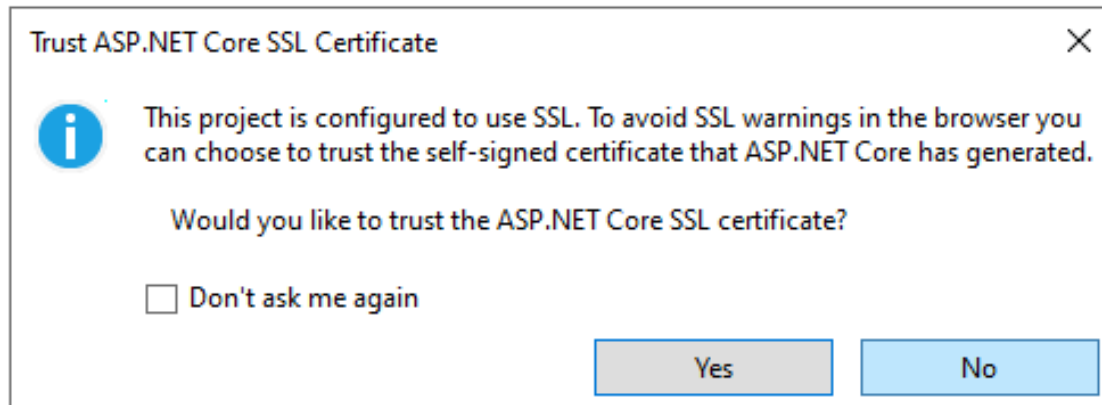 Trust ASP.NET Core SSL Certificate
This project is configured to use SSL. To avoid SSL warnings in the browser you
can choose to trust the self-signed certificate that ASP.NET Core has generated.
Would you like to trust the ASP.NET Core SSL certificate?
Don't ask me again
Yes No